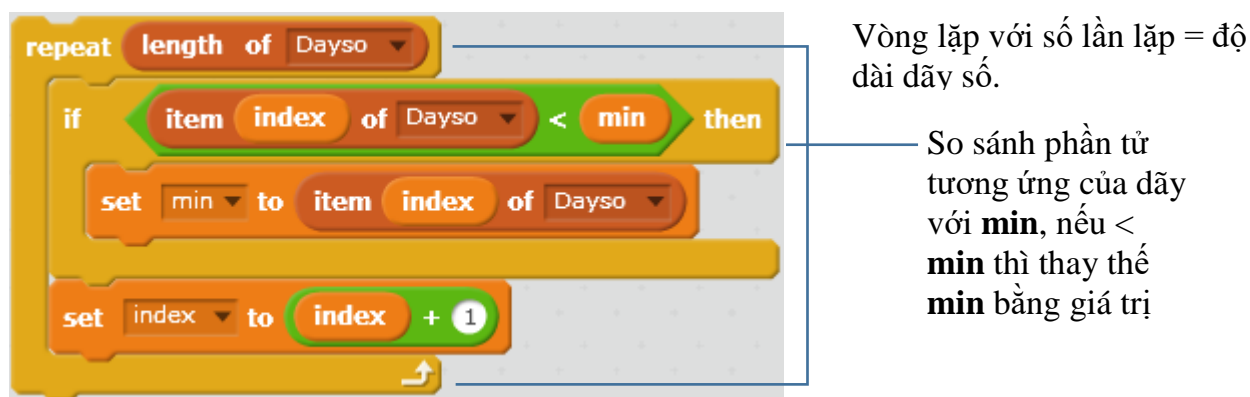 repeat length of Dayso
if item index of Dayso < min then
set min to item index of Dayso
set index to index + 1
Vòng lặp với số lần lặp = độ
dài dãy số.
So sánh phần tử
tương ứng của dãy
với min, nếu <
min thì thay thế
min bằng giá trị